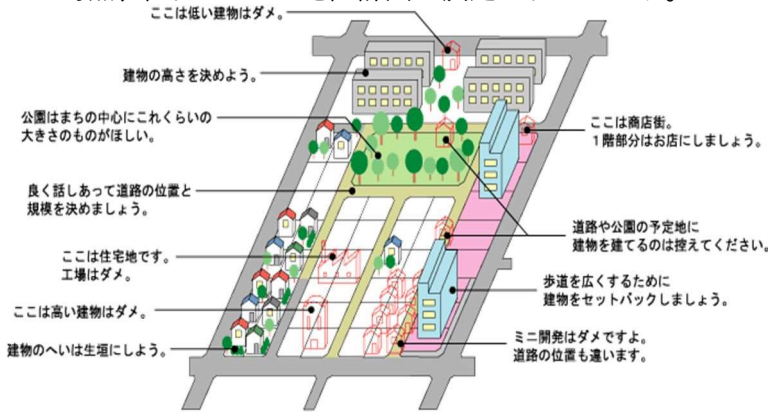 ここは低い建物はダメ。
建物の高さを決めよう。
公園はまちの中心にこれくらいの
大きさのものがほしい。
良く話しあって道路の位置と
規模を決めましょう。
ここは住宅地です。
工場はダメ。
ここは高い建物はダメ。
建物のへいは生垣にしよう。
ここは商店街。
１階部分はお店にしましょう。
道路や公園の予定地に
建物を建てるのは控えてください。
歩道を広くするために
建物をセットバックしましょう。
ミニ開発はダメですよ。
道路の位置も違います。